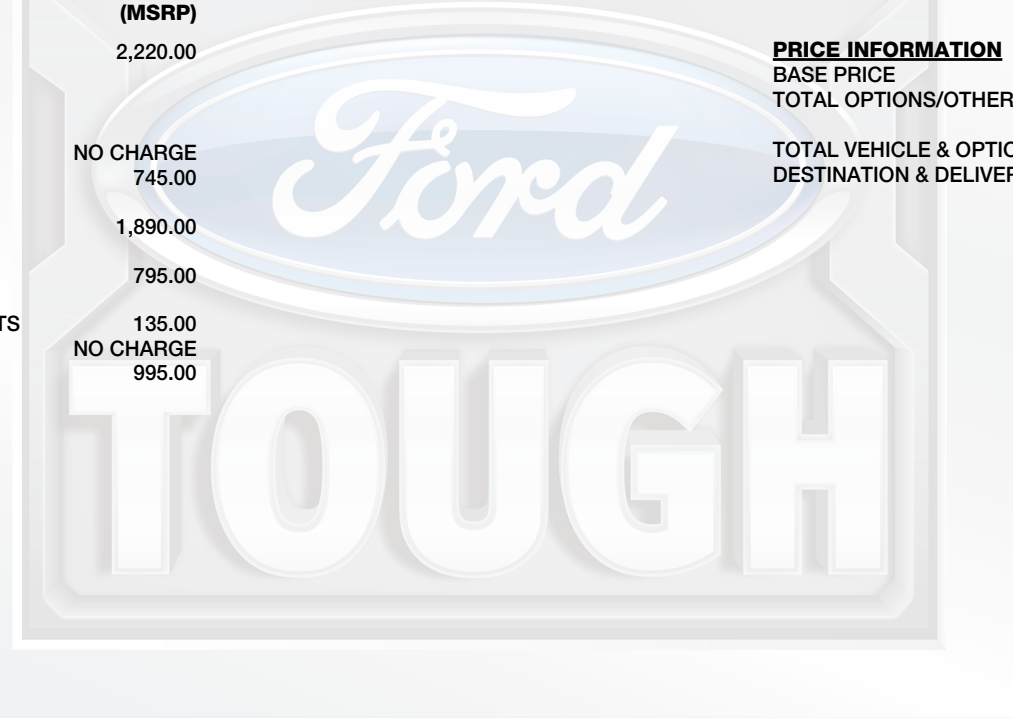 (MSRP)
2,220.00
NO CHARGE
745.00
1,890.00
795.00
TS 135.00
NO CHARGE
995.00
PRICE INFORMATION
BASE PRICE
TOTAL OPTIONS/OTHER
TOTAL VEHICLE & OPTIO
DESTINATION & DELIVER
Ford
TOUGH